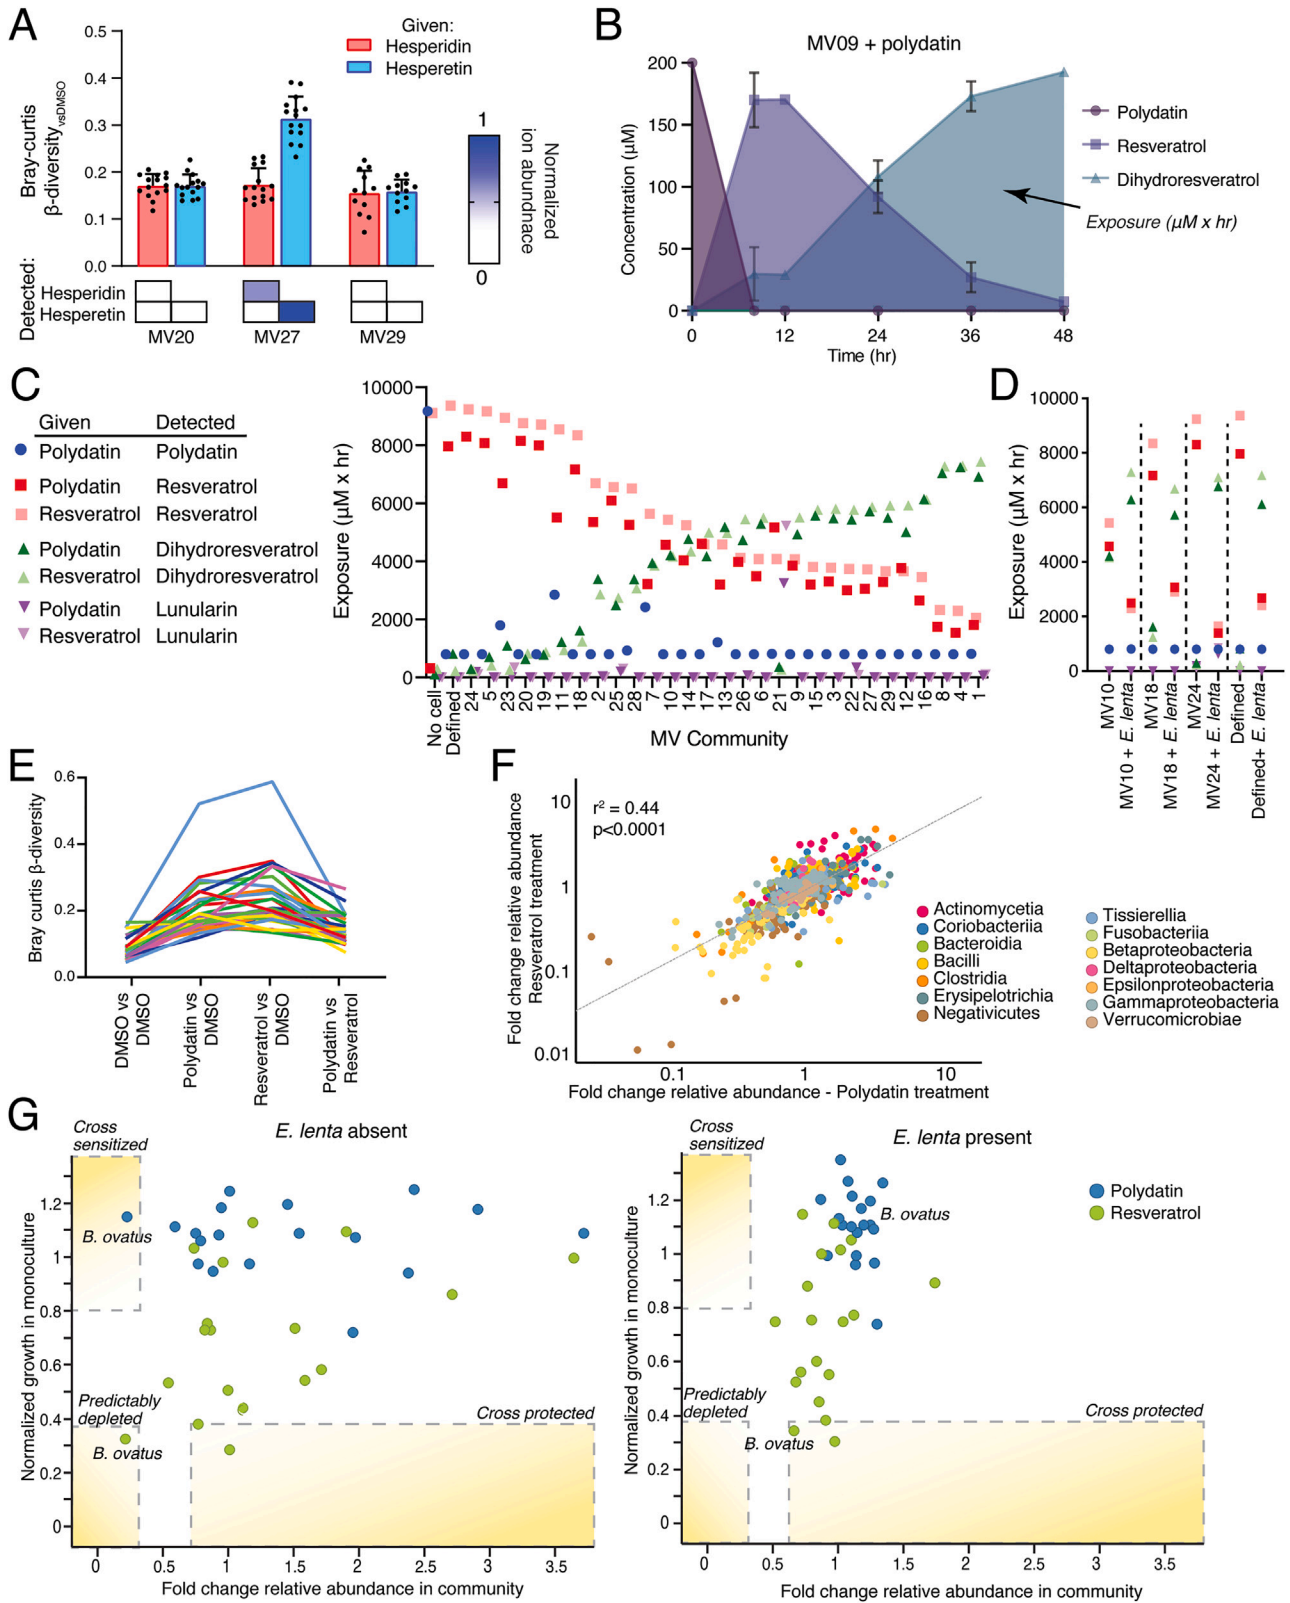 A
Given:
Hesperidin
Hesperetin
Bray-curtis
β-diversity vsDMSO
0.5
0.4
0.3
0.2
0.1
0.0
Detected:
Hesperidin
Hesperetin
MV20
MV27
MV29
1
0
Normalized
ion abundnace
B
MV09 + polydatin
Concentration (µM)
200
150
100
50
0
0
12
24
36
48
Time (hr)
Polydatin
Resveratrol
Dihydroresveratrol
Exposure (µM x hr)
C
Given Detected
Polydatin Polydatin
Polydatin Resveratrol
Resveratrol Resveratrol
Polydatin Dihydroresveratrol
Resveratrol Dihydroresveratrol
Polydatin Lunularin
Resveratrol Lunularin
Exposure (µM x hr)
10000
8000
6000
4000
2000
0
No cell
Defined
24
5
23
20
19
11
18
2
25
28
7
10
14
17
13
26
6
21
9
15
3
22
27
29
12
16
8
4
1
MV Community
D
Exposure (µM x hr)
10000
8000
6000
4000
2000
0
MV10
MV10 + E. lenta
MV18
MV18 + E. lenta
MV24
MV24 + E. lenta
Defined
Defined+ E. lenta
E
Bray curtis β-diversity
0.6
0.4
0.2
0.0
DMSO vs
DMSO
Polydatin vs
DMSO
Resveratrol vs
DMSO
Polydatin vs
Resveratrol
F
r² = 0.44
p<0.0001
Fold change relative abundance
Resveratrol treatment
10
1
0.1
0.01
0.1
1
10
Fold change relative abundance - Polydatin treatment
Actinomycetia
Coriobacteriia
Bacteroidia
Bacilli
Clostridia
Erysipelotrichia
Negativicutes
Tissierellia
Fusobacteriia
Betaproteobacteria
Deltaproteobacteria
Epsilonproteobacteria
Gammaproteobacteria
Verrucomicrobiae
G
E. lenta absent
Cross
sensitized
B. ovatus
Predictably
depleted
B. ovatus
Cross protected
Normalized growth in monoculture
1.2
1
0.8
0.6
0.4
0.2
0
0
0.5
1
1.5
2
2.5
3
3.5
Fold change relative abundance in community
E. lenta present
Cross
sensitized
B. ovatus
Predictably
depleted
B. ovatus
Cross protected
Normalized growth in monoculture
1.2
1
0.8
0.6
0.4
0.2
0
0
0.5
1
1.5
2
2.5
3
3.5
Fold change relative abundance in community
Polydatin
Resveratrol